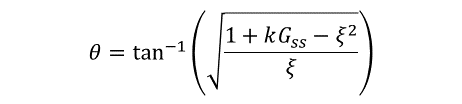 θ = tan⁻¹(√((1 + kG_ss − ξ²)/ξ))